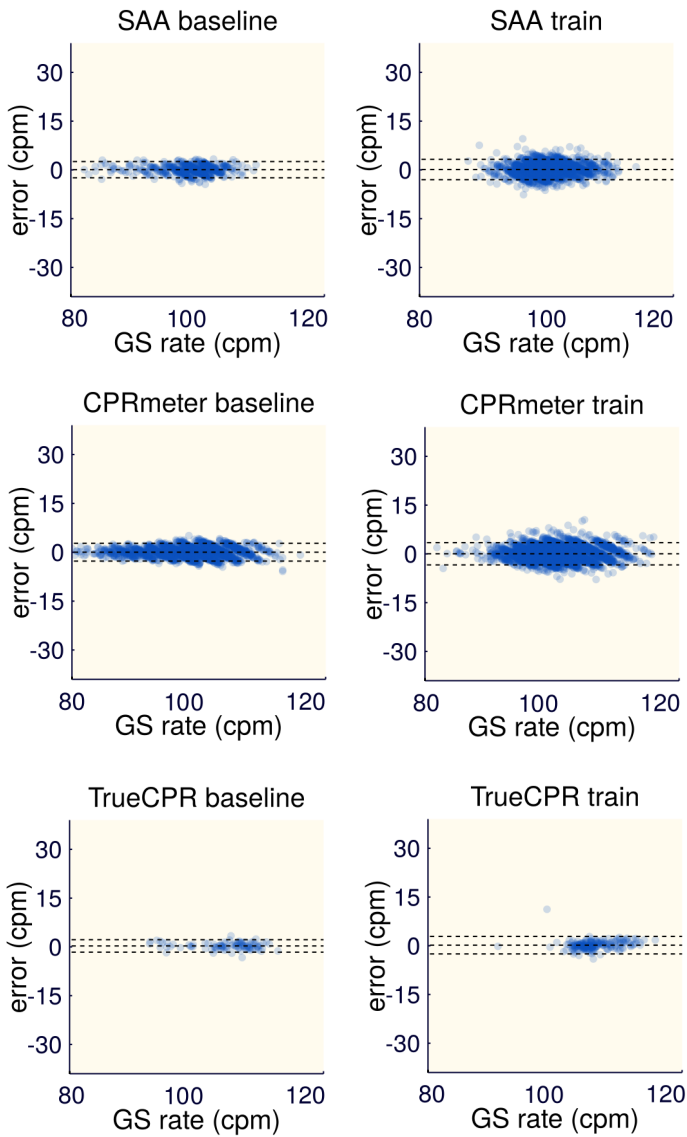 SAA baseline
30
15
0
-15
-30
error (cpm)
80 100 120
GS rate (cpm)
SAA train
30
15
0
-15
-30
error (cpm)
80 100 120
GS rate (cpm)
CPRmeter baseline
30
15
0
-15
-30
error (cpm)
80 100 120
GS rate (cpm)
CPRmeter train
30
15
0
-15
-30
error (cpm)
80 100 120
GS rate (cpm)
TrueCPR baseline
30
15
0
-15
-30
error (cpm)
80 100 120
GS rate (cpm)
TrueCPR train
30
15
0
-15
-30
error (cpm)
80 100 120
GS rate (cpm)